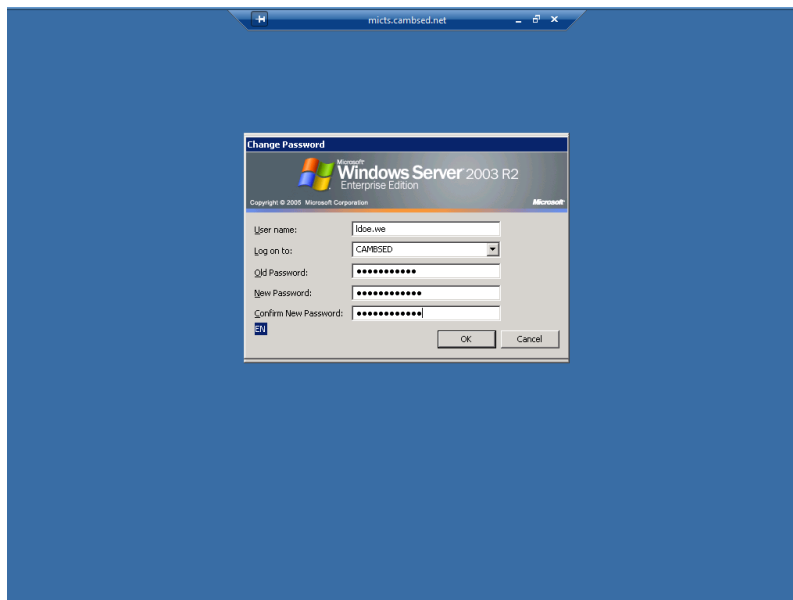 micts.cambsed.net
Change Password
Microsoft
Windows Server 2003 R2
Enterprise Edition
Copyright © 2005 Microsoft Corporation
Microsoft
User name:
ldoe.we
Log on to:
CAMBSED
Old Password:
●●●●●●●●●●●
New Password:
●●●●●●●●●●●●
Confirm New Password:
●●●●●●●●●●●●
EN
OK Cancel